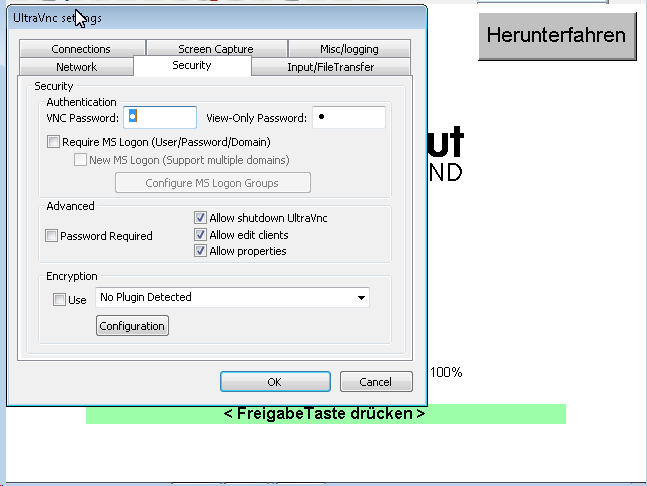 UltraVnc settings
Herunterfahren
Connections Screen Capture Misc/logging
Network Security Input/FileTransfer
Security
Authentication
VNC Password: View-Only Password:
Require MS Logon (User/Password/Domain)
New MS Logon (Support multiple domains)
Configure MS Logon Groups
ut
ND
Advanced
Allow shutdown UltraVnc
Password Required
Allow edit clients
Allow properties
Encryption
Use No Plugin Detected
Configuration
OK Cancel
100%
< FreigabeTaste drücken >